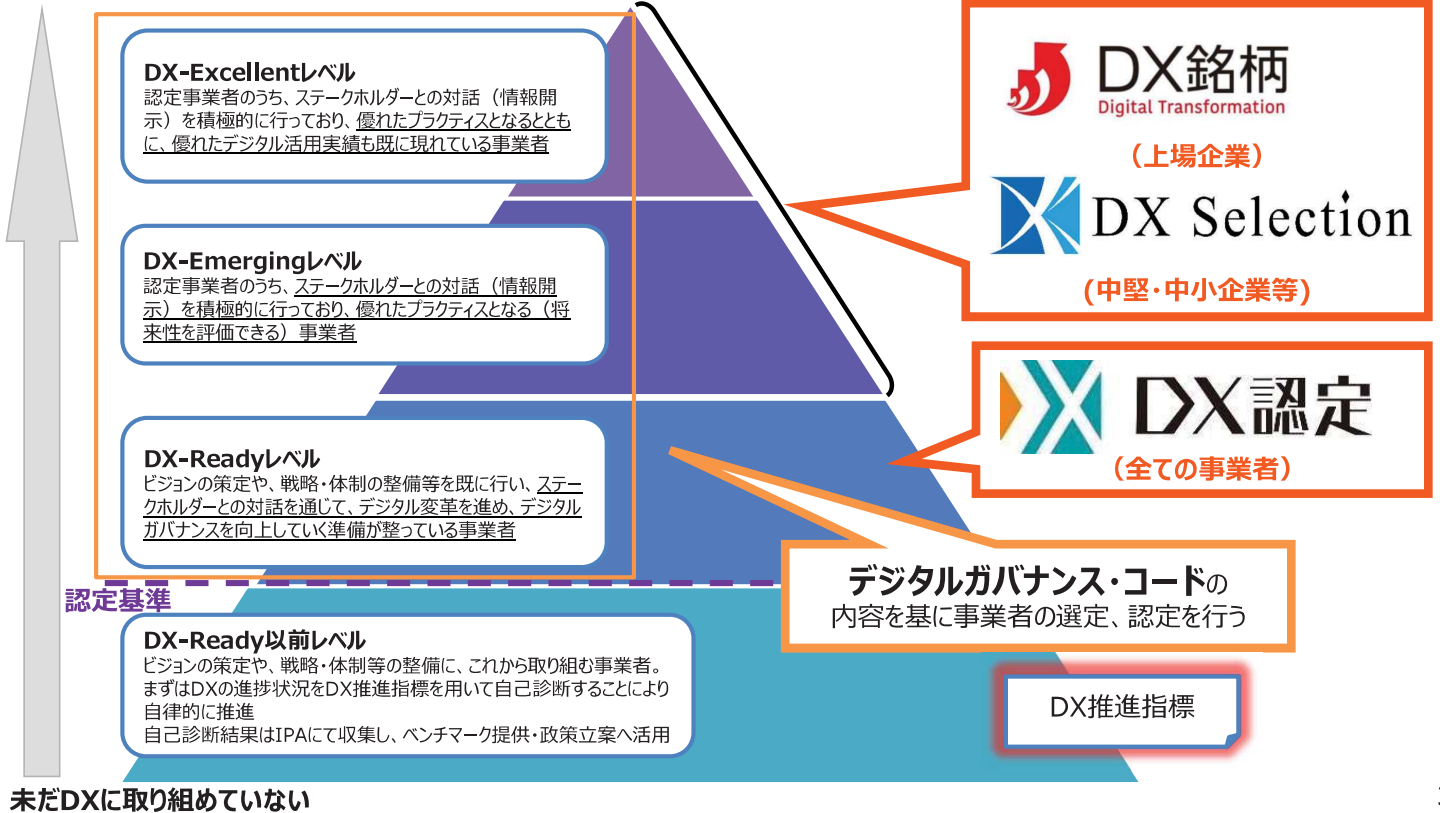 DX-Excellentレベル
認定事業者のうち、ステークホルダーとの対話（情報開
示）を積極的に行っており、優れたプラクティスとなるととも
に、優れたデジタル活用実績も既に現れている事業者
DX-Emergingレベル
認定事業者のうち、ステークホルダーとの対話（情報開
示）を積極的に行っており、優れたプラクティスとなる（将
来性を評価できる）事業者
DX-Readyレベル
ビジョンの策定や、戦略・体制の整備等を既に行い、ステー
クホルダーとの対話を通じて、デジタル変革を進め、デジタル
ガバナンスを向上していく準備が整っている事業者
認定基準
DX-Ready以前レベル
ビジョンの策定や、戦略・体制等の整備に、これから取り組む事業者。
まずはDXの進捗状況をDX推進指標を用いて自己診断することにより
自律的に推進
自己診断結果はIPAにて収集し、ベンチマーク提供・政策立案へ活用
未だDXに取り組めていない
DX銘柄
Digital Transformation
（上場企業）
DX Selection
(中堅・中小企業等)
DX認定
（全ての事業者）
デジタルガバナンス・コードの
内容を基に事業者の選定、認定を行う
DX推進指標